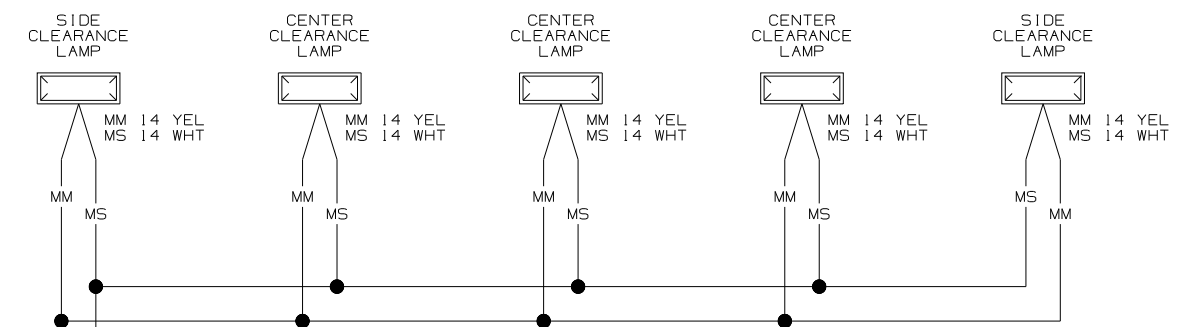 SIDE
CLEARANCE
LAMP
CENTER
CLEARANCE
LAMP
CENTER
CLEARANCE
LAMP
CENTER
CLEARANCE
LAMP
SIDE
CLEARANCE
LAMP
MM 14 YEL
MS 14 WHT
MM 14 YEL
MS 14 WHT
MM 14 YEL
MS 14 WHT
MM 14 YEL
MS 14 WHT
MM 14 YEL
MS 14 WHT
MM
MS
MM
MS
MM
MS
MM
MS
MS
MM